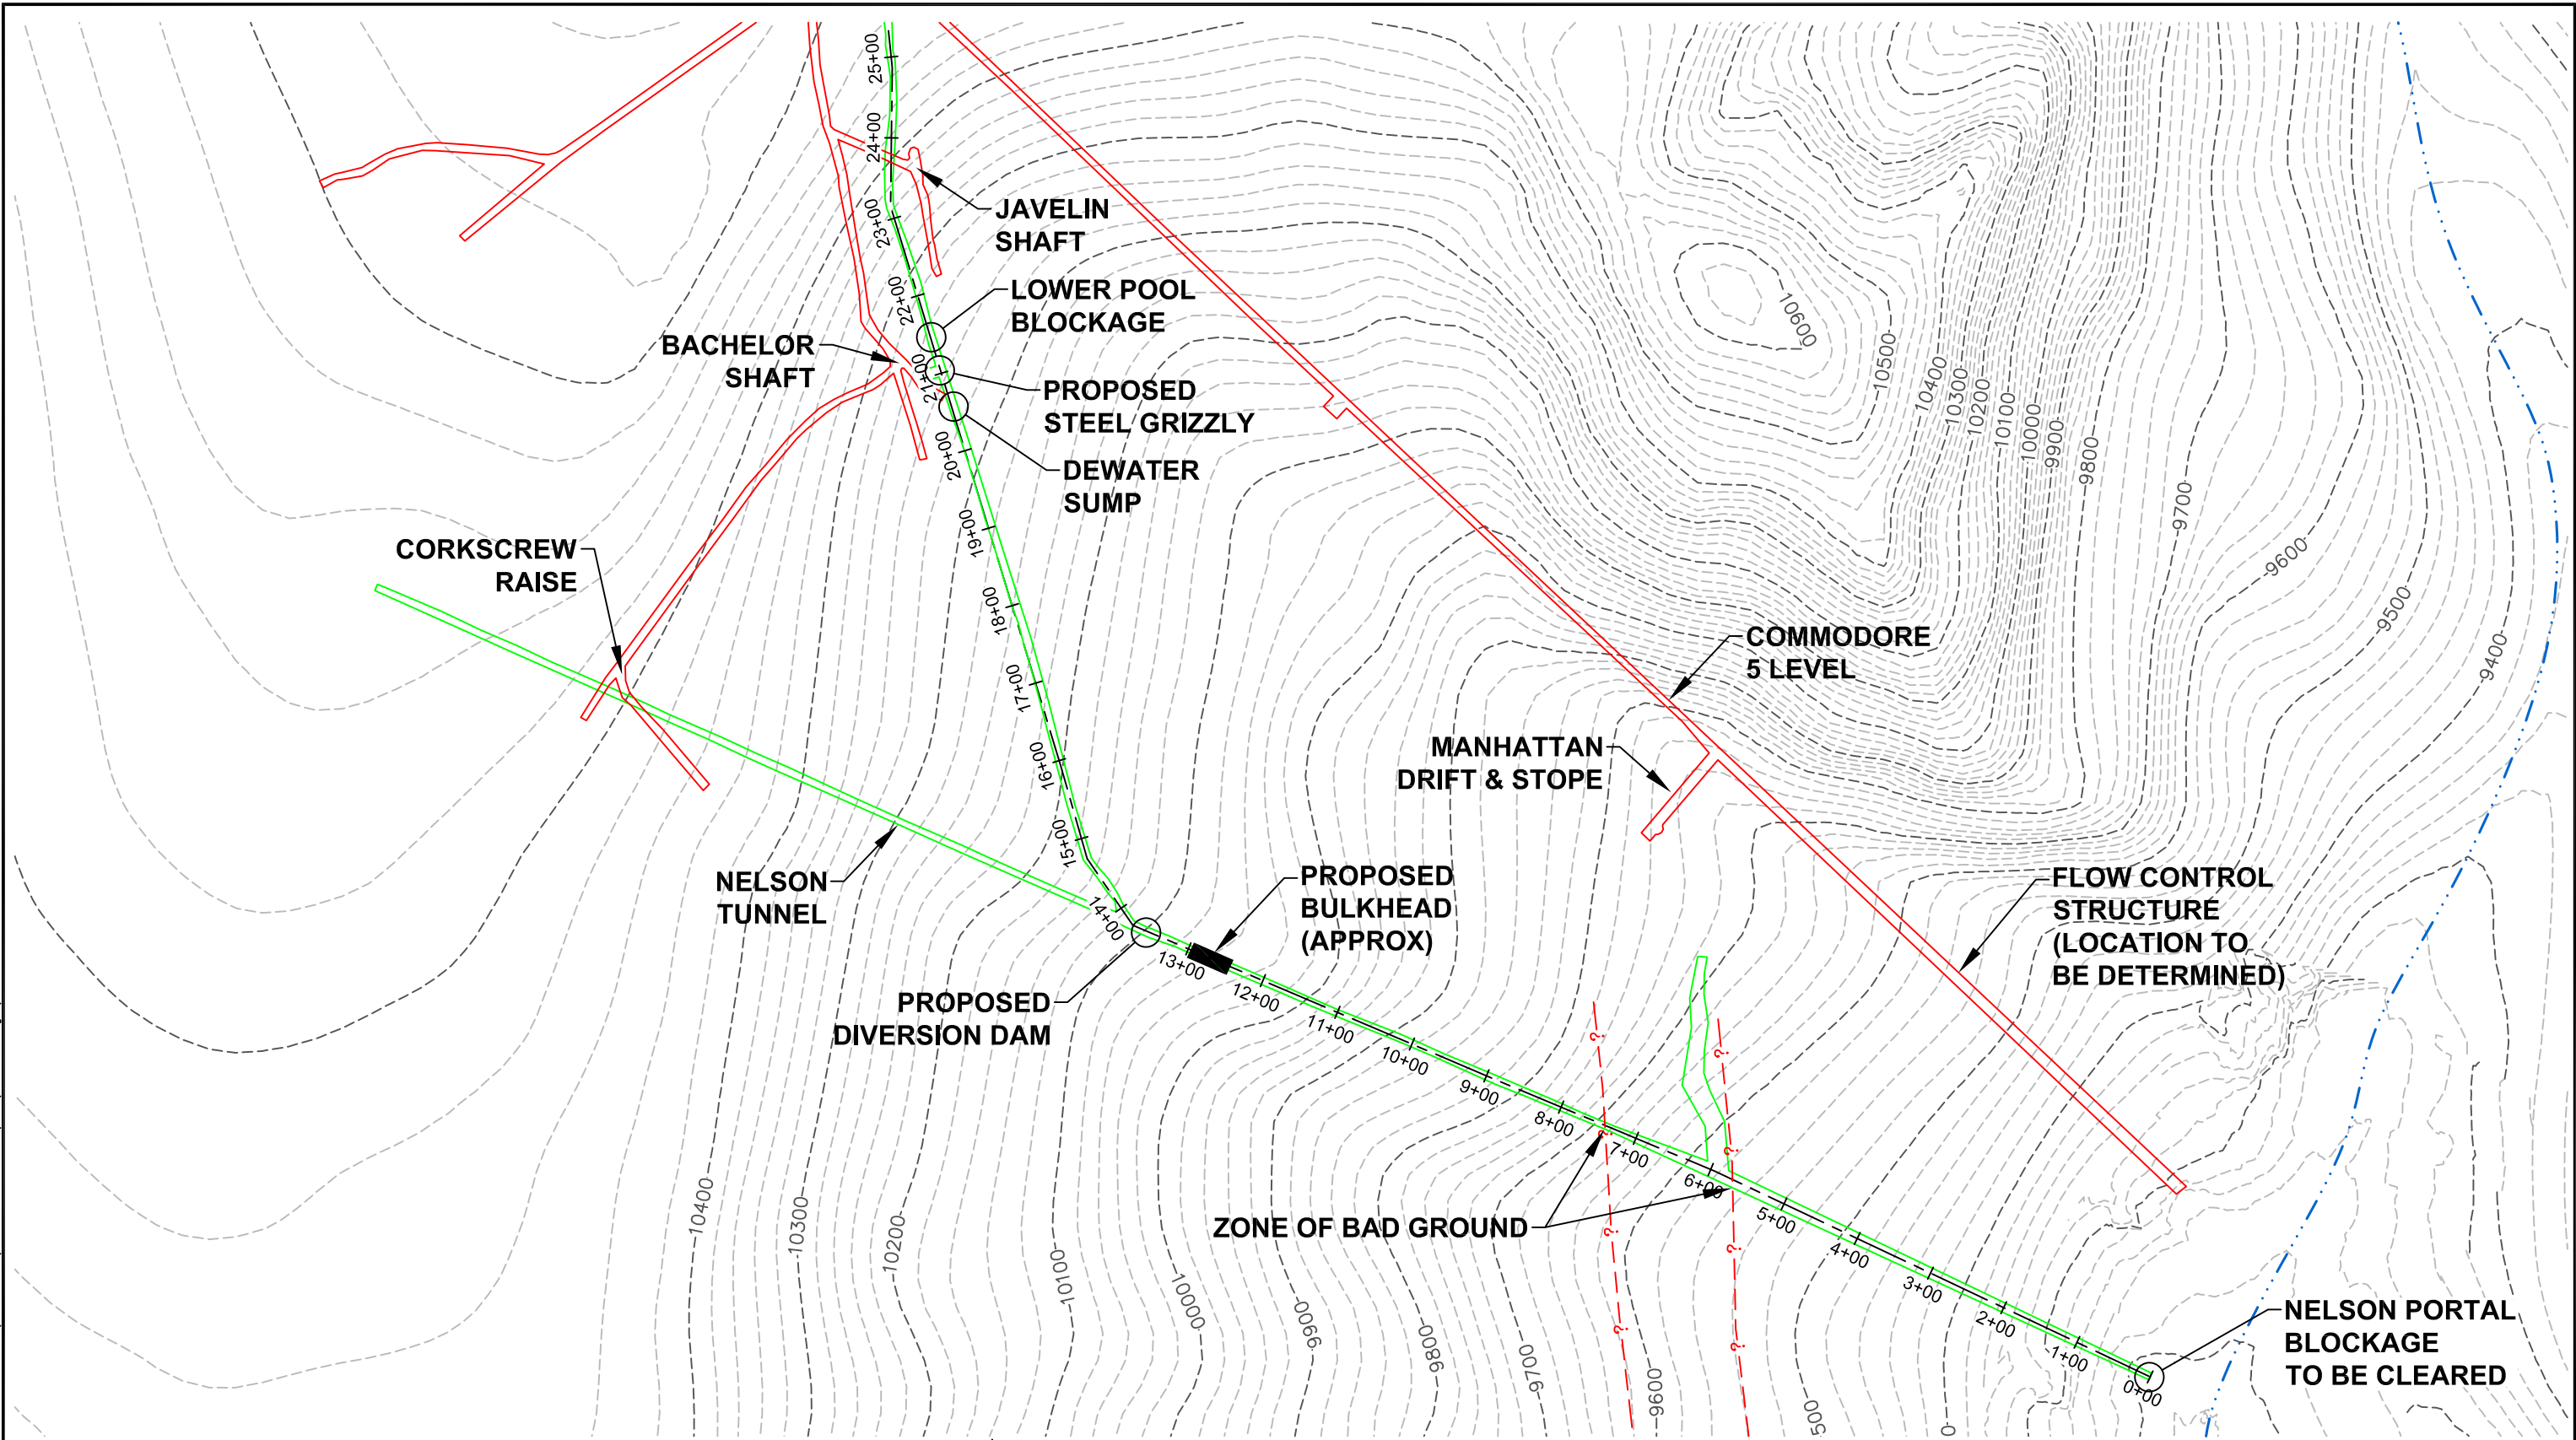 25+00
24+00
23+00
22+00
21+00
20+00
19+00
18+00
17+00
16+00
15+00
14+00
13+00
12+00
11+00
10+00
9+00
8+00
7+00
6+00
5+00
4+00
3+00
2+00
1+00
0+00
JAVELIN
SHAFT
LOWER POOL
BLOCKAGE
BACHELOR
SHAFT
PROPOSED
STEEL GRIZZLY
DEWATER
SUMP
CORKSCREW
RAISE
COMMODORE
5 LEVEL
MANHATTAN
DRIFT & STOPE
NELSON
TUNNEL
PROPOSED
BULKHEAD
(APPROX)
FLOW CONTROL
STRUCTURE
(LOCATION TO
BE DETERMINED)
PROPOSED
DIVERSION DAM
ZONE OF BAD GROUND
NELSON PORTAL
BLOCKAGE
TO BE CLEARED
10600
10500
10400
10300
10200
10100
10000
9900
9800
9700
9600
9500
9400
10400
10300
10200
10100
10000
9900
9800
9700
9600
500
0
?
?
?
?
?
?
?
?